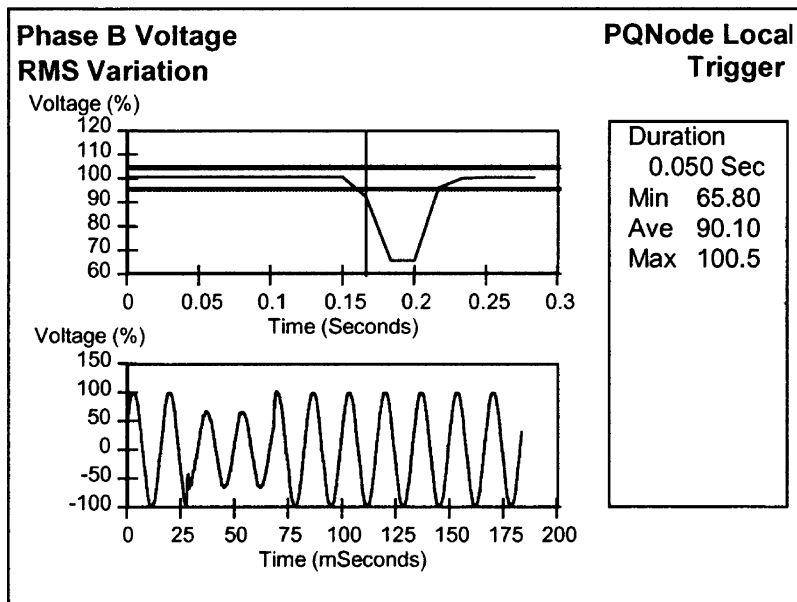 Phase B Voltage
RMS Variation
PQNode Local
Trigger
Voltage (%)
120
110
100
90
80
70
60
0 0.05 0.1 0.15 0.2 0.25 0.3
Time (Seconds)
Duration
0.050 Sec
Min 65.80
Ave 90.10
Max 100.5
Voltage (%)
150
100
50
0
-50
-100
0 25 50 75 100 125 150 175 200
Time (mSeconds)